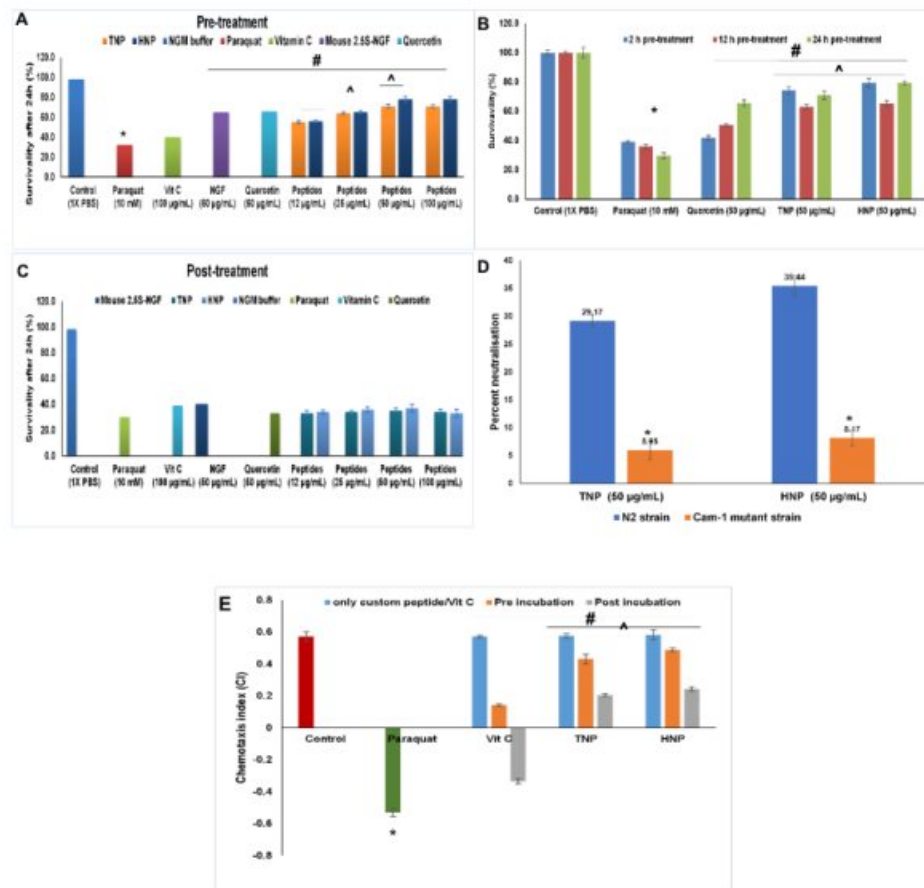 A
Pre-treatment
TNP HNP NGM buffer Paraquat Vitamin C Mouse 2.5S-NGF Quercetin
Survivality after 24h (%)
120.0
100.0
80.0
60.0
40.0
20.0
0.0
*
#
^
^
Control (1X PBS)
Paraquat (10 mM)
Vit C (100 µg/mL)
NGF (50 µg/mL)
Quercetin (50 µg/mL)
Peptides (12 µg/mL)
Peptides (25 µg/mL)
Peptides (50 µg/mL)
Peptides (100 µg/mL)
B
2 h pre-treatment 12 h pre-treatment 24 h pre-treatment
120.0
100.0
80.0
60.0
40.0
20.0
0.0
*
#
^
Control (1X PBS)
Paraquat (10 mM)
Quercetin (50 µg/mL)
TNP (50 µg/mL)
HNP (50 µg/mL)
C
Post-treatment
Mouse 2.5S-NGF TNP HNP NGM buffer Paraquat Vitamin C Quercetin
Survivality after 24h (%)
120.0
100.0
80.0
60.0
40.0
20.0
0.0
Control (1X PBS)
Paraquat (10 mM)
Vit C (100 µg/mL)
NGF (50 µg/mL)
Quercetin (50 µg/mL)
Peptides (12 µg/mL)
Peptides (25 µg/mL)
Peptides (50 µg/mL)
Peptides (100 µg/mL)
D
Percent neutralisation
40
35
30
25
20
15
10
5
0
29.17
*
35.44
*
8.17
TNP (50 µg/mL)
HNP (50 µg/mL)
N2 strain Cam-1 mutant strain
E
only custom peptide/Vit C Pre incubation Post incubation
Chemotaxis index (CI)
0.8
0.6
0.4
0.2
0
-0.2
-0.4
-0.6
-0.8
#
^
*
Control
Paraquat
Vit C
TNP
HNP